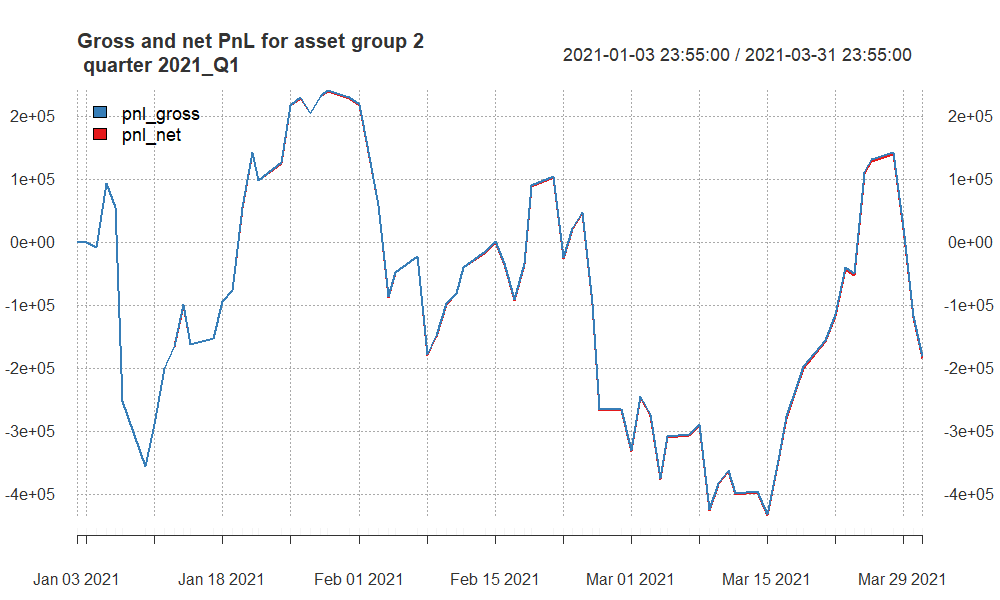 Gross and net PnL for asset group 2
quarter 2021_Q1
2021-01-03 23:55:00 / 2021-03-31 23:55:00
pnl_gross
pnl_net
2e+05 2e+05
1e+05 1e+05
0e+00 0e+00
-1e+05 -1e+05
-2e+05 -2e+05
-3e+05 -3e+05
-4e+05 -4e+05
Jan 03 2021 Jan 18 2021 Feb 01 2021 Feb 15 2021 Mar 01 2021 Mar 15 2021 Mar 29 2021